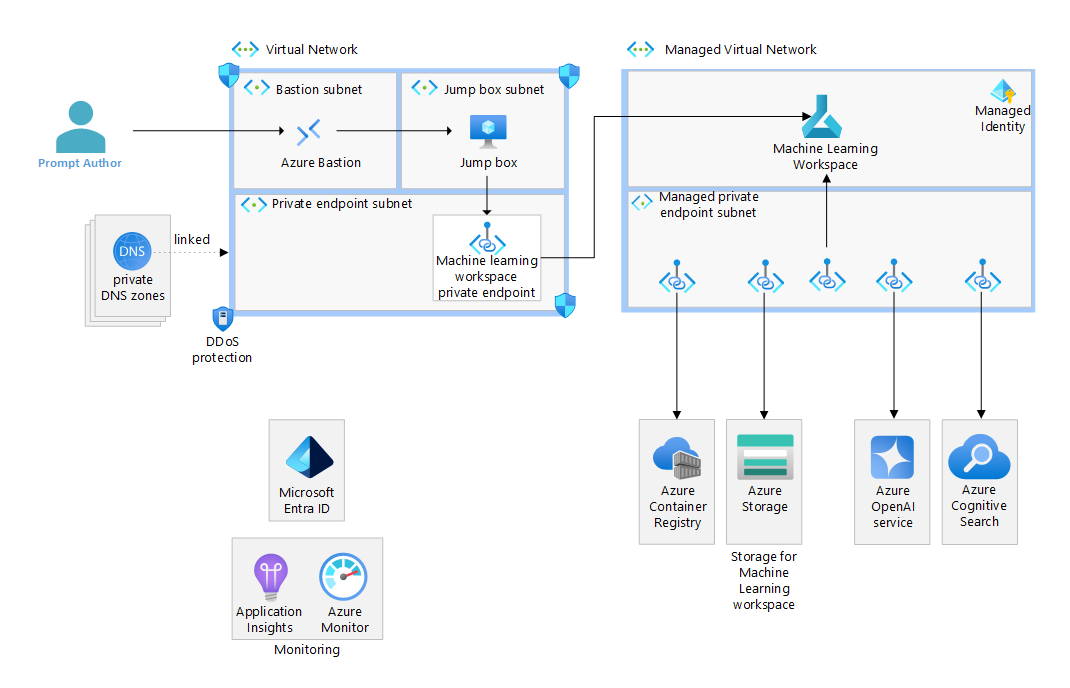 Virtual Network
Managed Virtual Network
Bastion subnet
Jump box subnet
Managed
Identity
Azure Bastion
Jump box
Machine Learning
Workspace
Prompt Author
Private endpoint subnet
Managed private
endpoint subnet
linked
DNS
private
DNS zones
Machine learning
workspace
private endpoint
DDoS
protection
Microsoft
Entra ID
Azure
Container
Registry
Azure
Storage
Azure
OpenAI
service
Azure
Cognitive
Search
Storage for
Machine
Learning
workspace
Application
Insights
Azure
Monitor
Monitoring